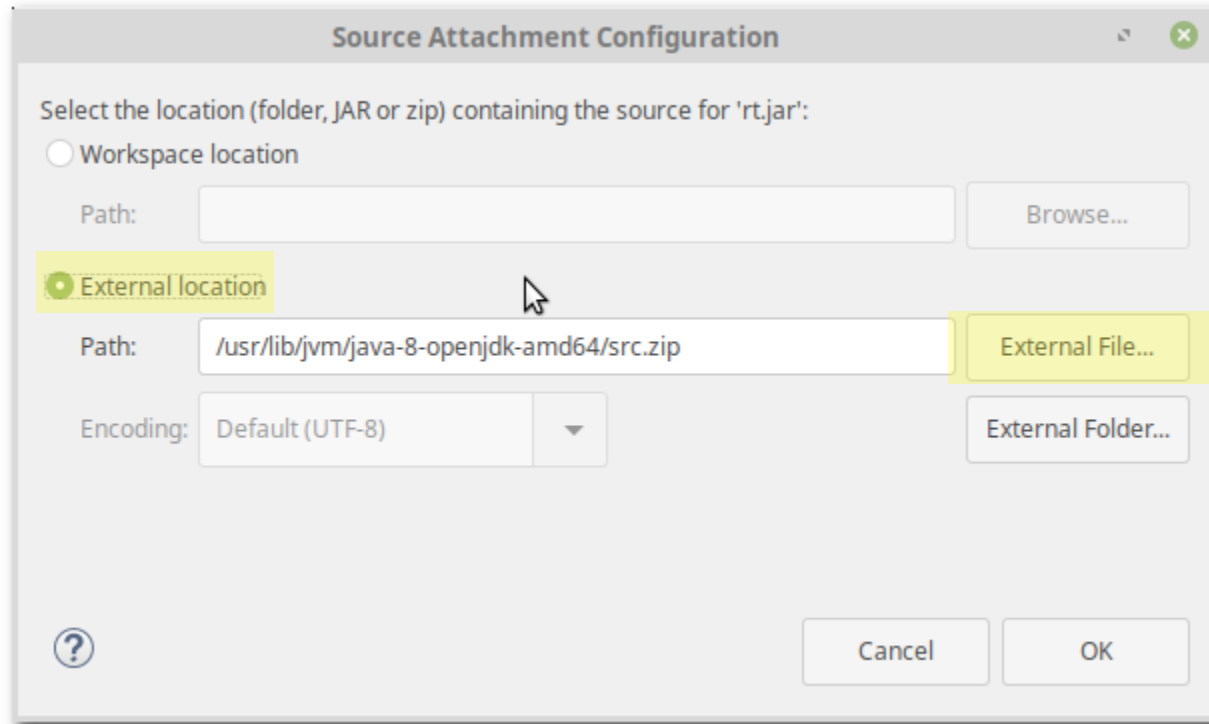 Source Attachment Configuration
Select the location (folder, JAR or zip) containing the source for 'rt.jar':
Workspace location
Path:
Browse...
External location
Path: /usr/lib/jvm/java-8-openjdk-amd64/src.zip External File...
Encoding: Default (UTF-8) External Folder...
? Cancel OK